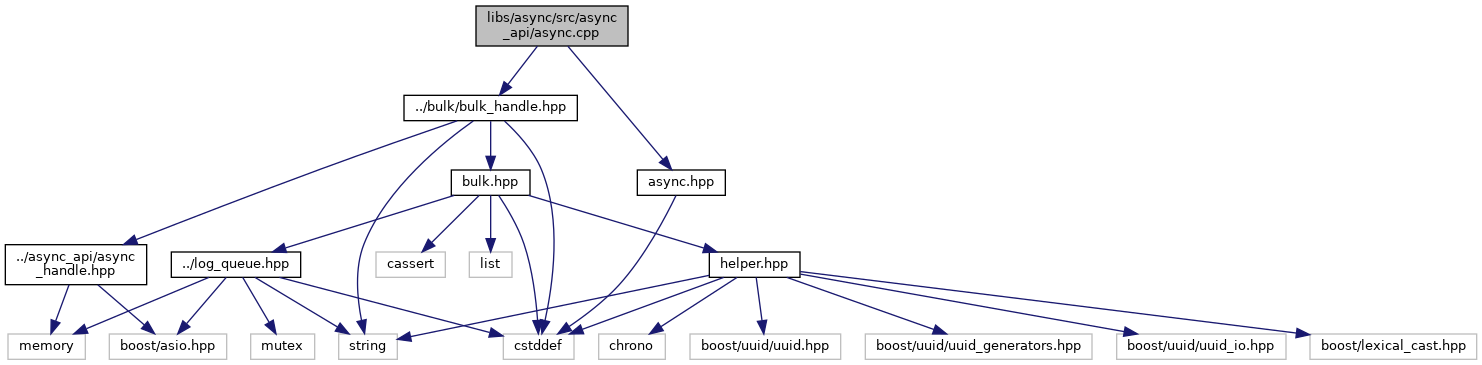 libs/async/src/async
_api/async.cpp
../bulk/bulk_handle.hpp
bulk.hpp
async.hpp
../async_api/async
_handle.hpp
../log_queue.hpp
cassert
list
helper.hpp
memory
boost/asio.hpp
mutex
string
cstddef
chrono
boost/uuid/uuid.hpp
boost/uuid/uuid_generators.hpp
boost/uuid/uuid_io.hpp
boost/lexical_cast.hpp